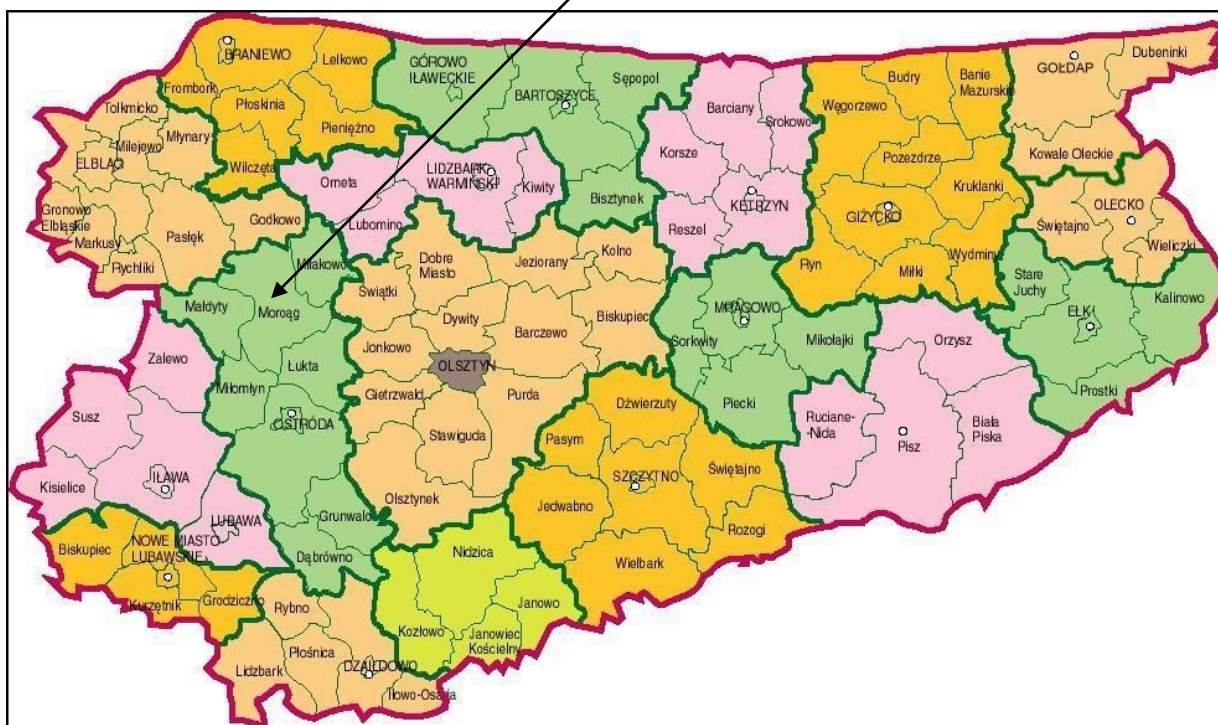 BRANIEWO
Lelkowo
Frombork
Płoskinia
Pieniężno
Wilczęta
GÓROWO
IŁAWECKIE
Sępopol
BARTOSZYCE
Bisztynek
Barciany
Srokowo
Korsze
KĘTRZYN
Reszel
Budry
Banie
Mazurskie
Węgorzewo
Pozezdrze
Kruklanki
GIŻYCKO
Wydminy
Ryn
Miłki
GOŁDAP
Dubeninki
Kowale Oleckie
OLECKO
Świętajno
Wieliczki
Tolmicko
Młynary
Milejewo
ELBLĄG
Gronowo
Elbląskie
Markusy
Pasłęk
Godkowo
Rychliki
Orneta
LIDZBARK
WARMIŃSKI
Kiwity
Lubomino
Miłakowo
Małdyty
Moroąg
Łukta
Miłomłyn
OSTRÓDA
Grunwald
Dąbrówno
Dobre
Miasto
Jeziorany
Kolno
Świątki
Dywity
Barczewo
Biskupiec
Jonkowo
OLSZTYN
Gietrzwałd
Purda
Stawiguda
Olsztynek
MRĄGOWO
Sorkwity
Mikołajki
Piecki
Stare
Juchy
Kalinowo
EŁK
Prostki
Orzysz
Ruciane-
Nida
Pisz
Biała
Piska
Zalewo
Susz
IŁAWA
Kisielice
LUBAWA
Dźwierzuty
Pasym
SZCZYTNO
Świętajno
Jedwabno
Rozogi
Wielbark
Biskupiec
NOWE MIASTO
LUBAWSKIE
Kurzętnik
Grodziczno
Nidzica
Janowo
Kozłowo
Janowiec
Kościelny
Rybno
Płośnica
Lidzbark
DZAIŁDOWO
Iłowo-Osada